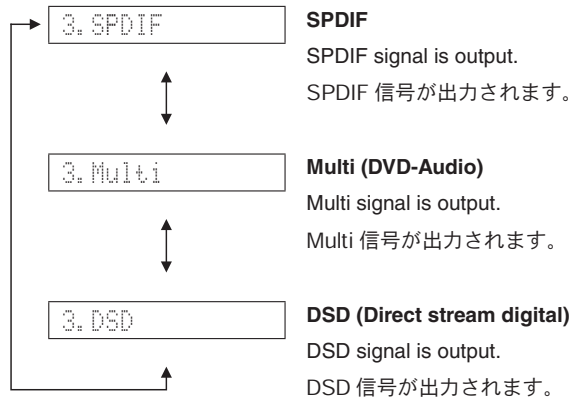 3.SPDIF
SPDIF
SPDIF signal is output.
SPDIF 信号が出力されます。
3.Multi
Multi (DVD-Audio)
Multi signal is output.
Multi 信号が出力されます。
3.DSD
DSD (Direct stream digital)
DSD signal is output.
DSD 信号が出力されます。